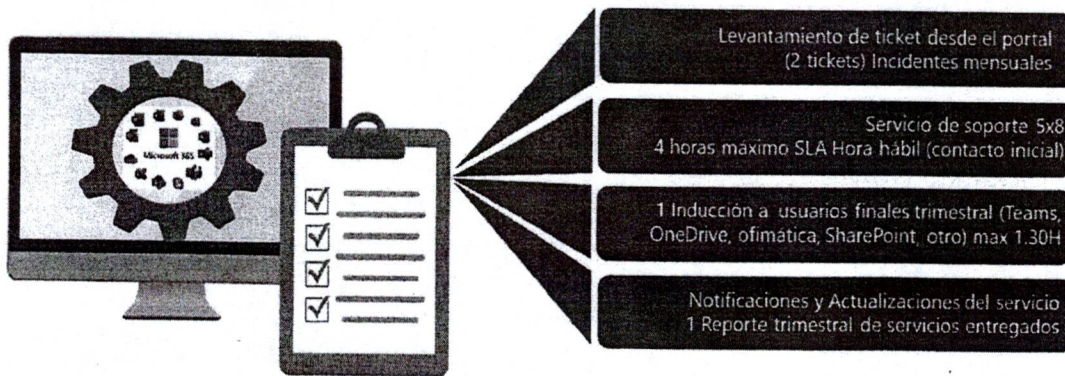 Microsoft 365
Levantamiento de ticket desde el portal
(2 tickets) Incidentes mensuales
Servicio de soporte 5x8
4 horas máximo SLA Hora hábil (contacto inicial)
1 Inducción a usuarios finales trimestral (Teams,
OneDrive, ofimática, SharePoint, otro) max 1.30H
Notificaciones y Actualizaciones del servicio
1 Reporte trimestral de servicios entregados